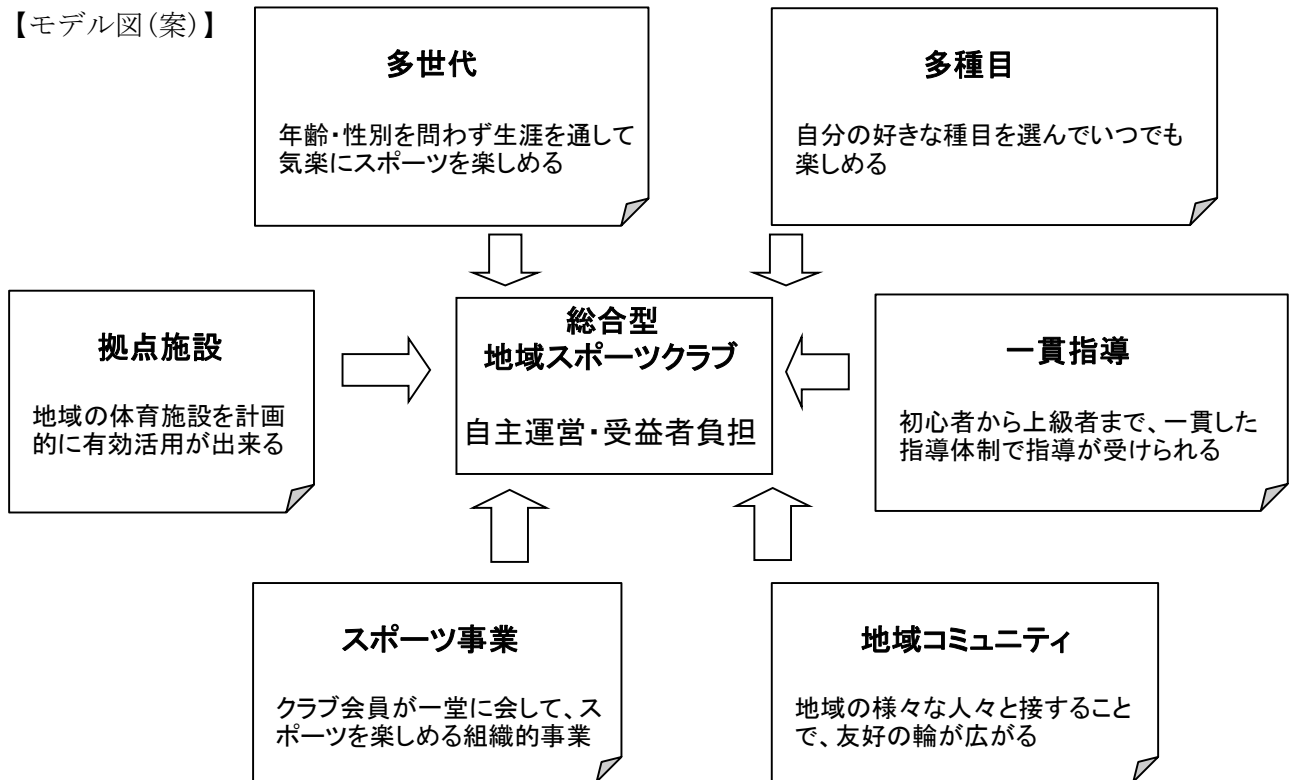 【モデル図(案)】
多世代
年齢・性別を問わず生涯を通して
気楽にスポーツを楽しめる
多種目
自分の好きな種目を選んでいつでも
楽しめる
拠点施設
地域の体育施設を計画
的に有効活用が出来る
総合型
地域スポーツクラブ
自主運営・受益者負担
一貫指導
初心者から上級者まで、一貫した
指導体制で指導が受けられる
スポーツ事業
クラブ会員が一堂に会して、ス
ポーツを楽しめる組織的事業
地域コミュニティ
地域の様々な人々と接すること
で、友好の輪が広がる